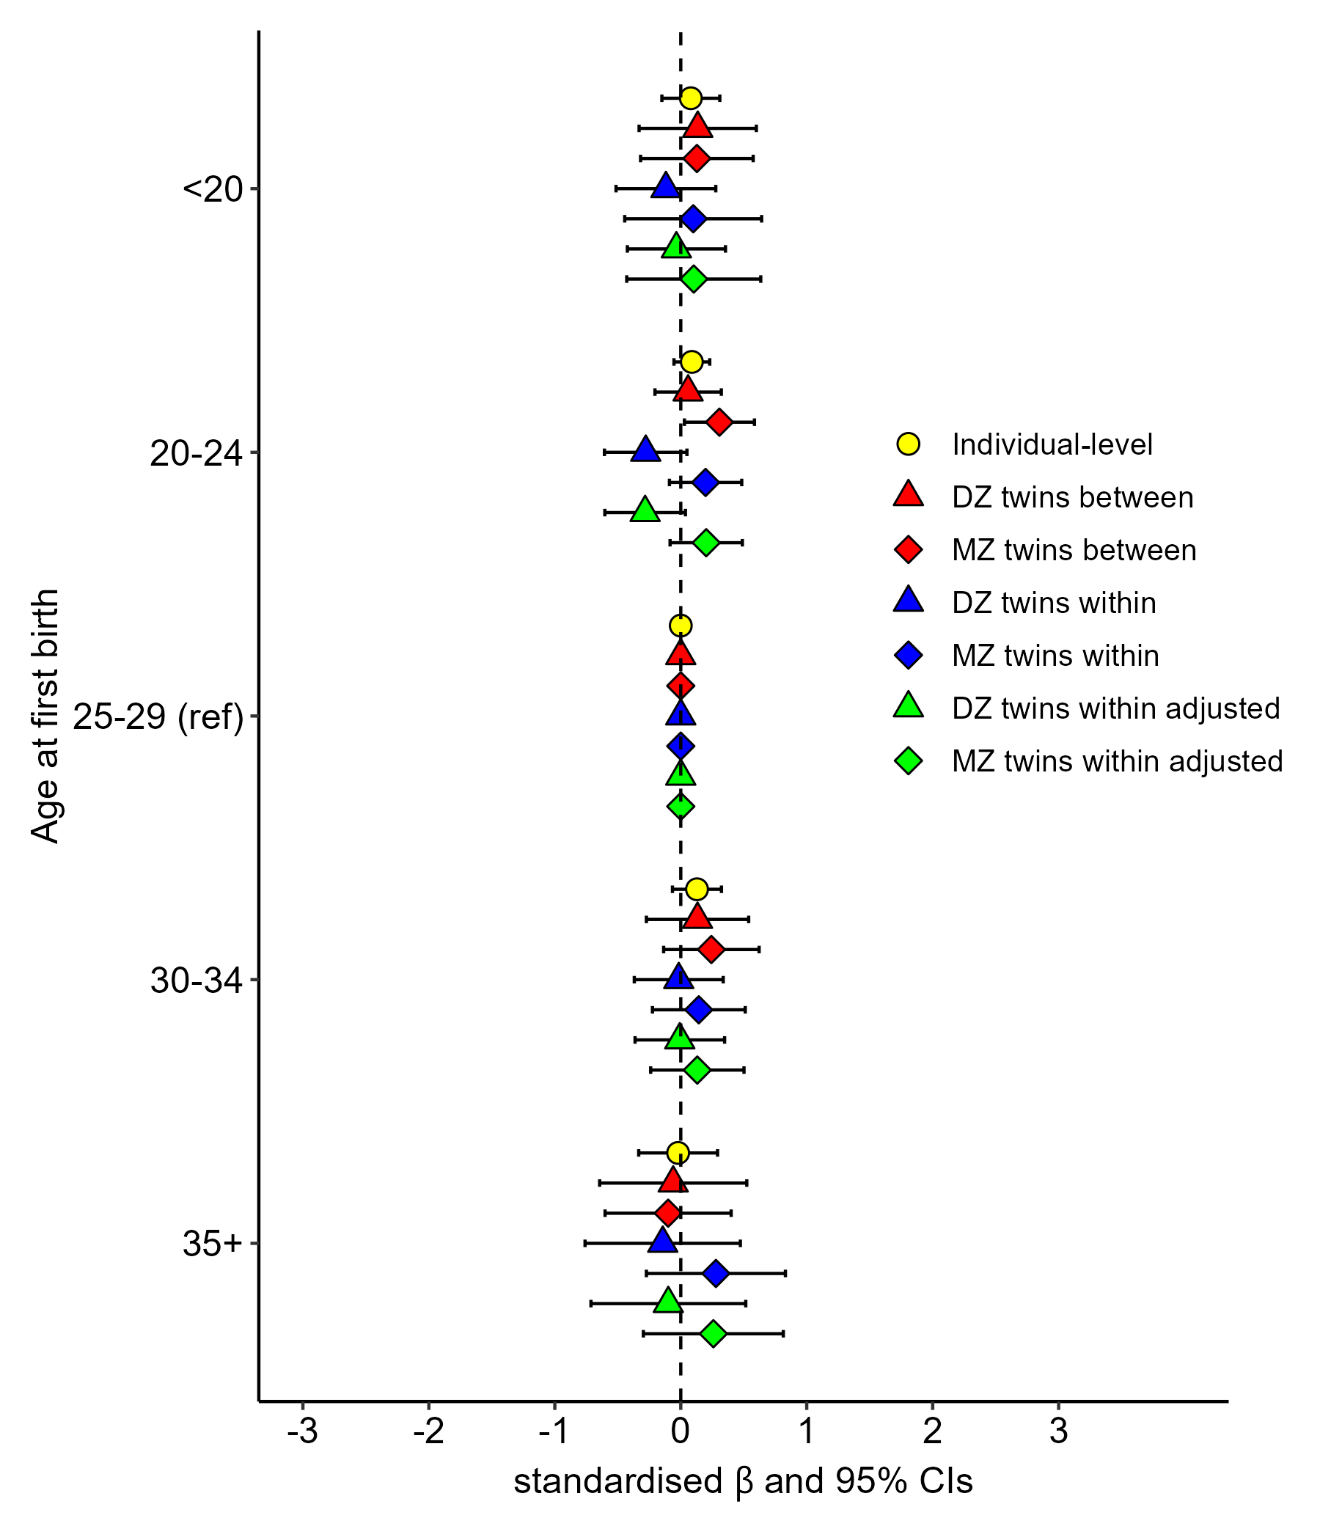 <20
20-24
25-29 (ref)
30-34
35+
Age at first birth
Individual-level
DZ twins between
MZ twins between
DZ twins within
MZ twins within
DZ twins within adjusted
MZ twins within adjusted
-3 -2 -1 0 1 2 3
standardised β and 95% CIs